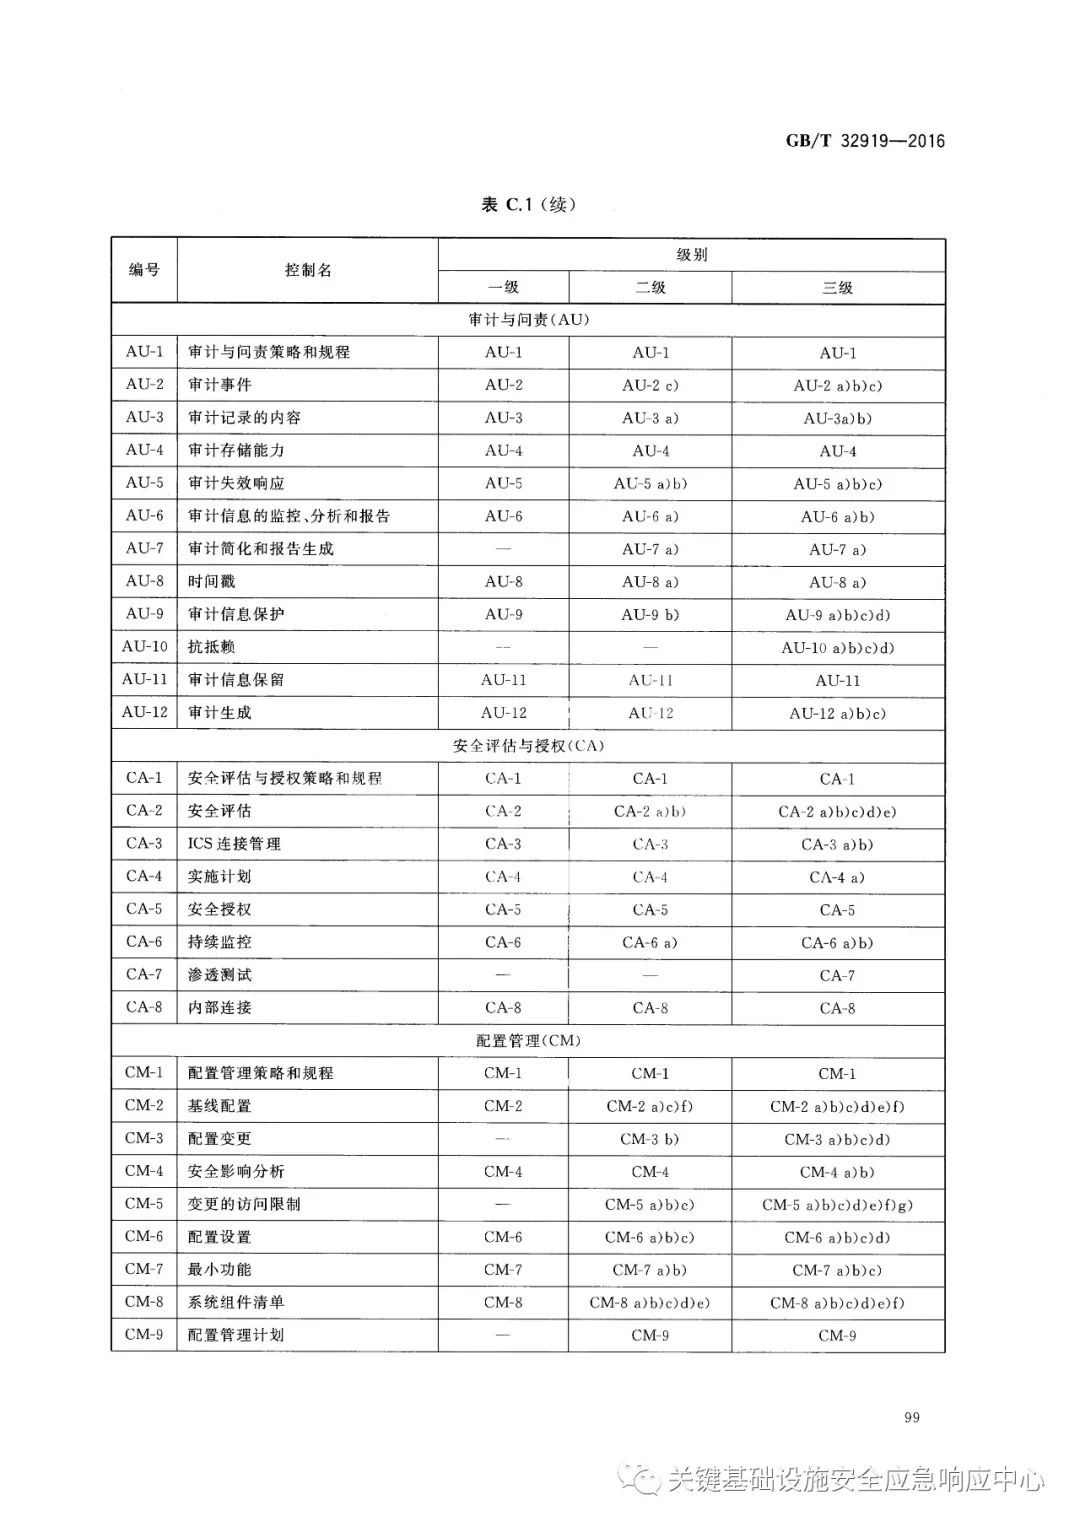 GB/T 32919—2016
表 C.1（续）
编号 控制名 级别
一级 二级 三级
审计与问责(AU)
AU-1 审计与问责策略和规程 AU-1 AU-1 AU-1
AU-2 审计事件 AU-2 AU-2 c) AU-2 a)b)c)
AU-3 审计记录的内容 AU-3 AU-3 a) AU-3a)b)
AU-4 审计存储能力 AU-4 AU-4 AU-4
AU-5 审计失效响应 AU-5 AU-5 a)b) AU-5 a)b)c)
AU-6 审计信息的监控、分析和报告 AU-6 AU-6 a) AU-6 a)b)
AU-7 审计简化和报告生成 — AU-7 a) AU-7 a)
AU-8 时间戳 AU-8 AU-8 a) AU-8 a)
AU-9 审计信息保护 AU-9 AU-9 b) AU-9 a)b)c)d)
AU-10 抗抵赖 — — AU-10 a)b)c)d)
AU-11 审计信息保留 AU-11 AU-11 AU-11
AU-12 审计生成 AU-12 AU-12 AU-12 a)b)c)
安全评估与授权(CA)
CA-1 安全评估与授权策略和规程 CA-1 CA-1 CA-1
CA-2 安全评估 CA-2 CA-2 a)b) CA-2 a)b)c)d)e)
CA-3 ICS 连接管理 CA-3 CA-3 CA-3 a)b)
CA-4 实施计划 CA-4 CA-4 CA-4 a)
CA-5 安全授权 CA-5 CA-5 CA-5
CA-6 持续监控 CA-6 CA-6 a) CA-6 a)b)
CA-7 渗透测试 — — CA-7
CA-8 内部连接 CA-8 CA-8 CA-8
配置管理(CM)
CM-1 配置管理策略和规程 CM-1 CM-1 CM-1
CM-2 基线配置 CM-2 CM-2 a)c)f) CM-2 a)b)c)d)e)f)
CM-3 配置变更 — CM-3 b) CM-3 a)b)c)d)
CM-4 安全影响分析 CM-4 CM-4 CM-4 a)b)
CM-5 变更的访问限制 — CM-5 a)b)c) CM-5 a)b)c)d)e)f)g)
CM-6 配置设置 CM-6 CM-6 a)b)c) CM-6 a)b)c)d)
CM-7 最小功能 CM-7 CM-7 a)b) CM-7 a)b)c)
CM-8 系统组件清单 CM-8 CM-8 a)b)c)d)e) CM-8 a)b)c)d)e)f)
CM-9 配置管理计划 — CM-9 CM-9
99
关键基础设施安全应急响应中心